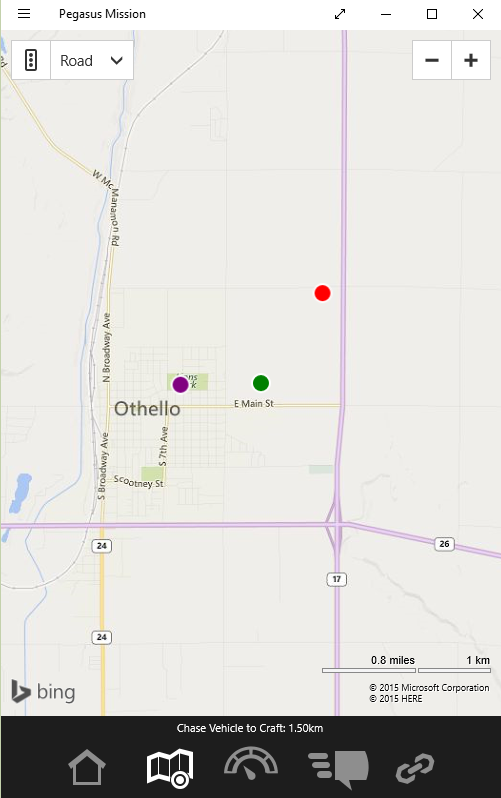 Pegasus Mission
Road
W Mc
Manamon Rd
N Broadway Ave
Othello
E Main St
S 7th Ave
S Broadway Ave
Scootney St
24
26
17
24
0.8 miles
1 km
© 2015 Microsoft Corporation
© 2015 HERE
bing
Chase Vehicle to Craft: 1.50km